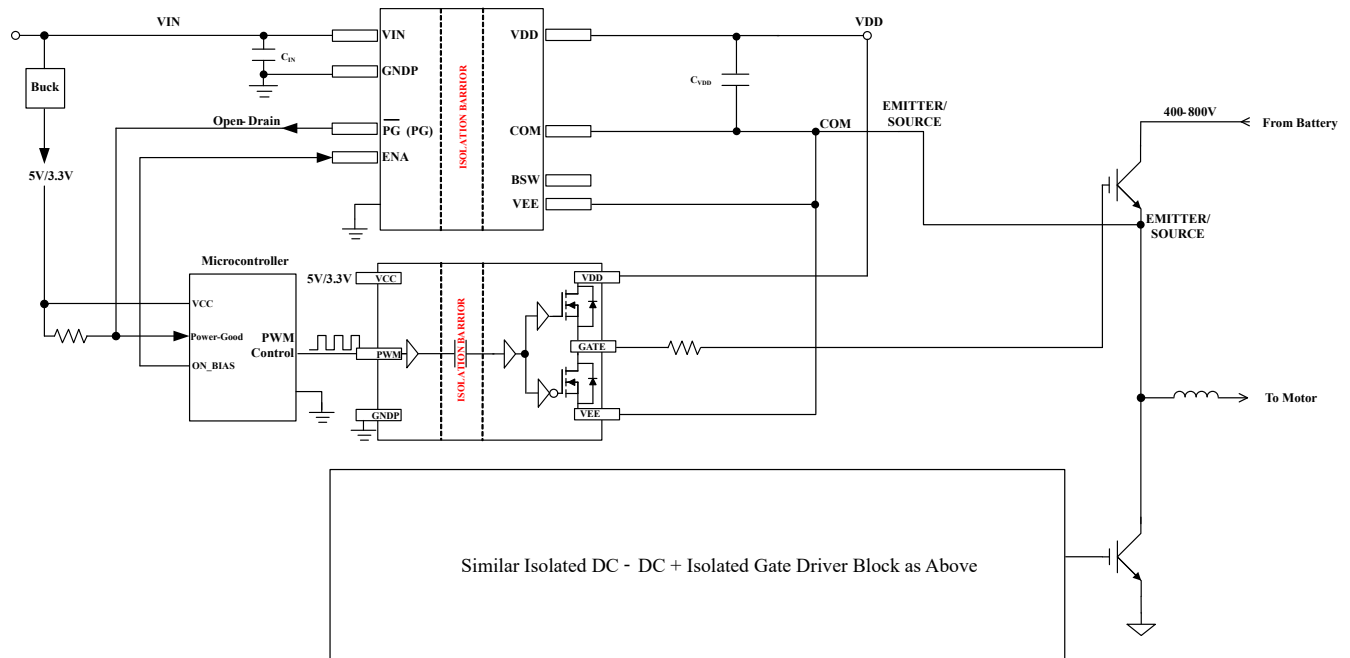 VIN
VDD
VIN
C_IN
GNDP
VDD
C_VDD
Buck
ISOLATION BARRIER
Open-Drain
PG (PG)
COM
COM
EMITTER/
SOURCE
400-800V
From Battery
ENA
5V/3.3V
BSW
VEE
EMITTER/
SOURCE
Microcontroller
5V/3.3V
VCC
VDD
VCC
ISOLATION BARRIER
Power-Good
PWM
Control
PWM
GATE
ON_BIAS
GNDP
VEE
To Motor
Similar Isolated DC - DC + Isolated Gate Driver Block as Above